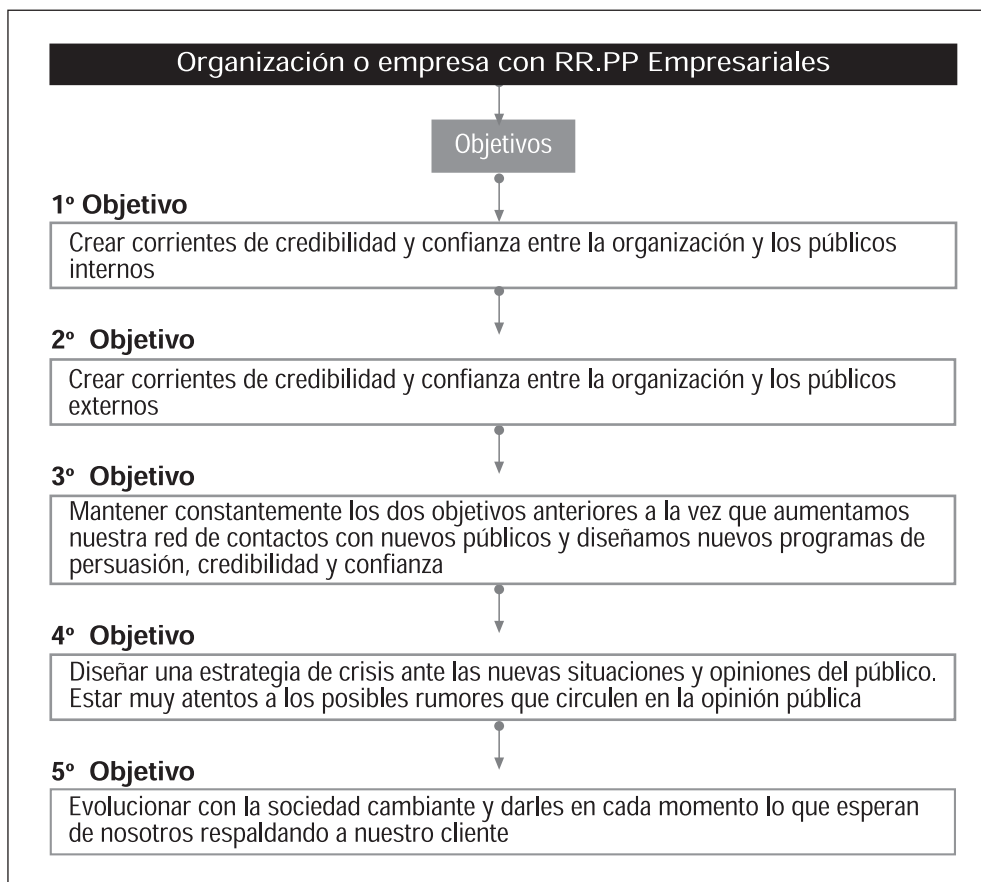 Organización o empresa con RR.PP Empresariales
Objetivos
1º Objetivo
Crear corrientes de credibilidad y confianza entre la organización y los públicos
internos
2º Objetivo
Crear corrientes de credibilidad y confianza entre la organización y los públicos
externos
3º Objetivo
Mantener constantemente los dos objetivos anteriores a la vez que aumentamos
nuestra red de contactos con nuevos públicos y diseñamos nuevos programas de
persuasión, credibilidad y confianza
4º Objetivo
Diseñar una estrategia de crisis ante las nuevas situaciones y opiniones del público.
Estar muy atentos a los posibles rumores que circulen en la opinión pública
5º Objetivo
Evolucionar con la sociedad cambiante y darles en cada momento lo que esperan
de nosotros respaldando a nuestro cliente